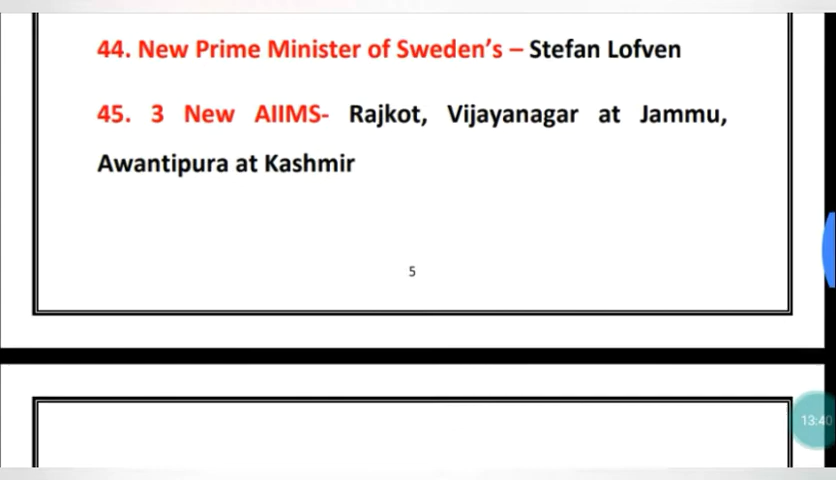 44. New Prime Minister of Sweden’s – Stefan Lofven
45. 3 New AIIMS- Rajkot, Vijayanagar at Jammu,
Awantipura at Kashmir
5
13:40